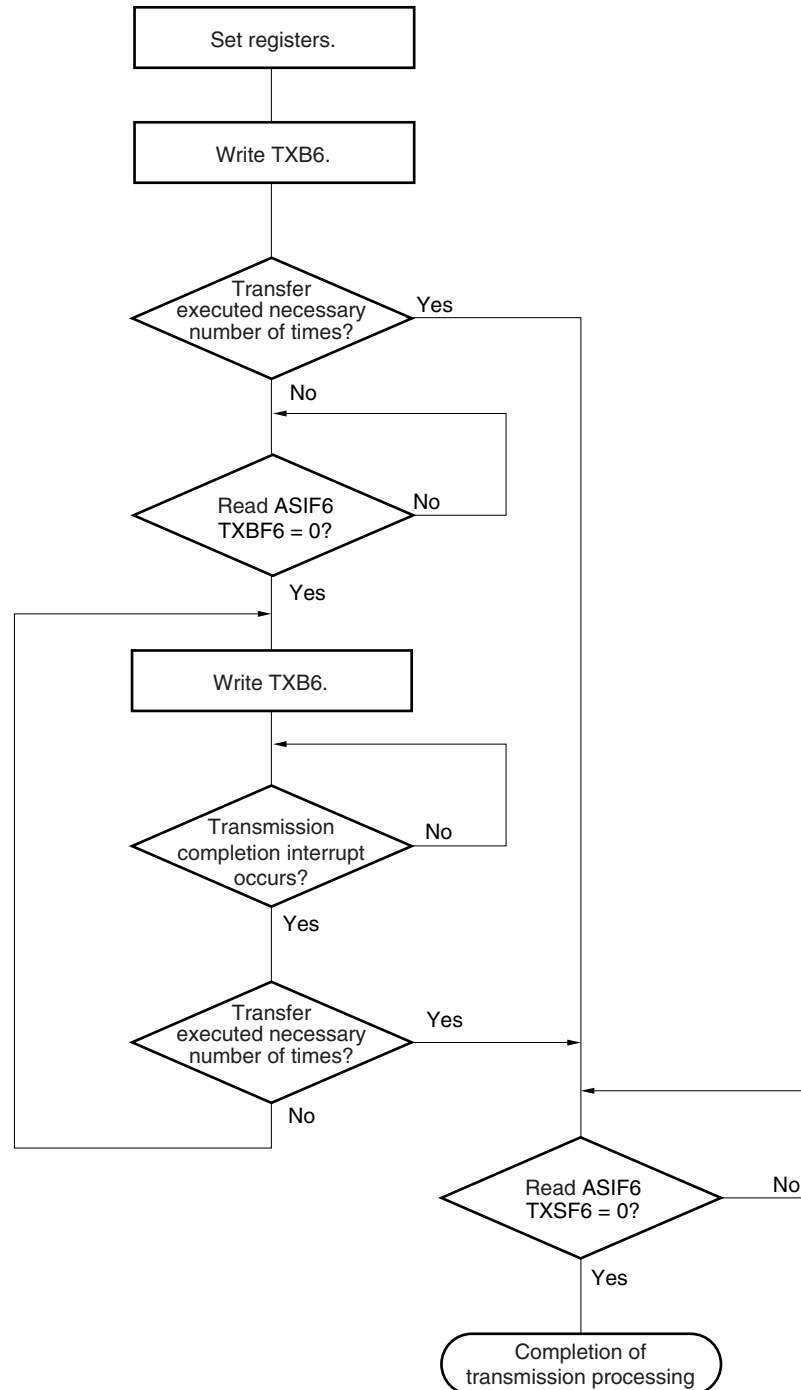 Set registers.
Write TXB6.
Transfer
executed necessary
number of times?
Yes
No
Read ASIF6
TXBF6 = 0?
No
Yes
Write TXB6.
Transmission
completion interrupt
occurs?
No
Yes
Transfer
executed necessary
number of times?
Yes
No
Read ASIF6
TXSF6 = 0?
No
Yes
Completion of
transmission processing